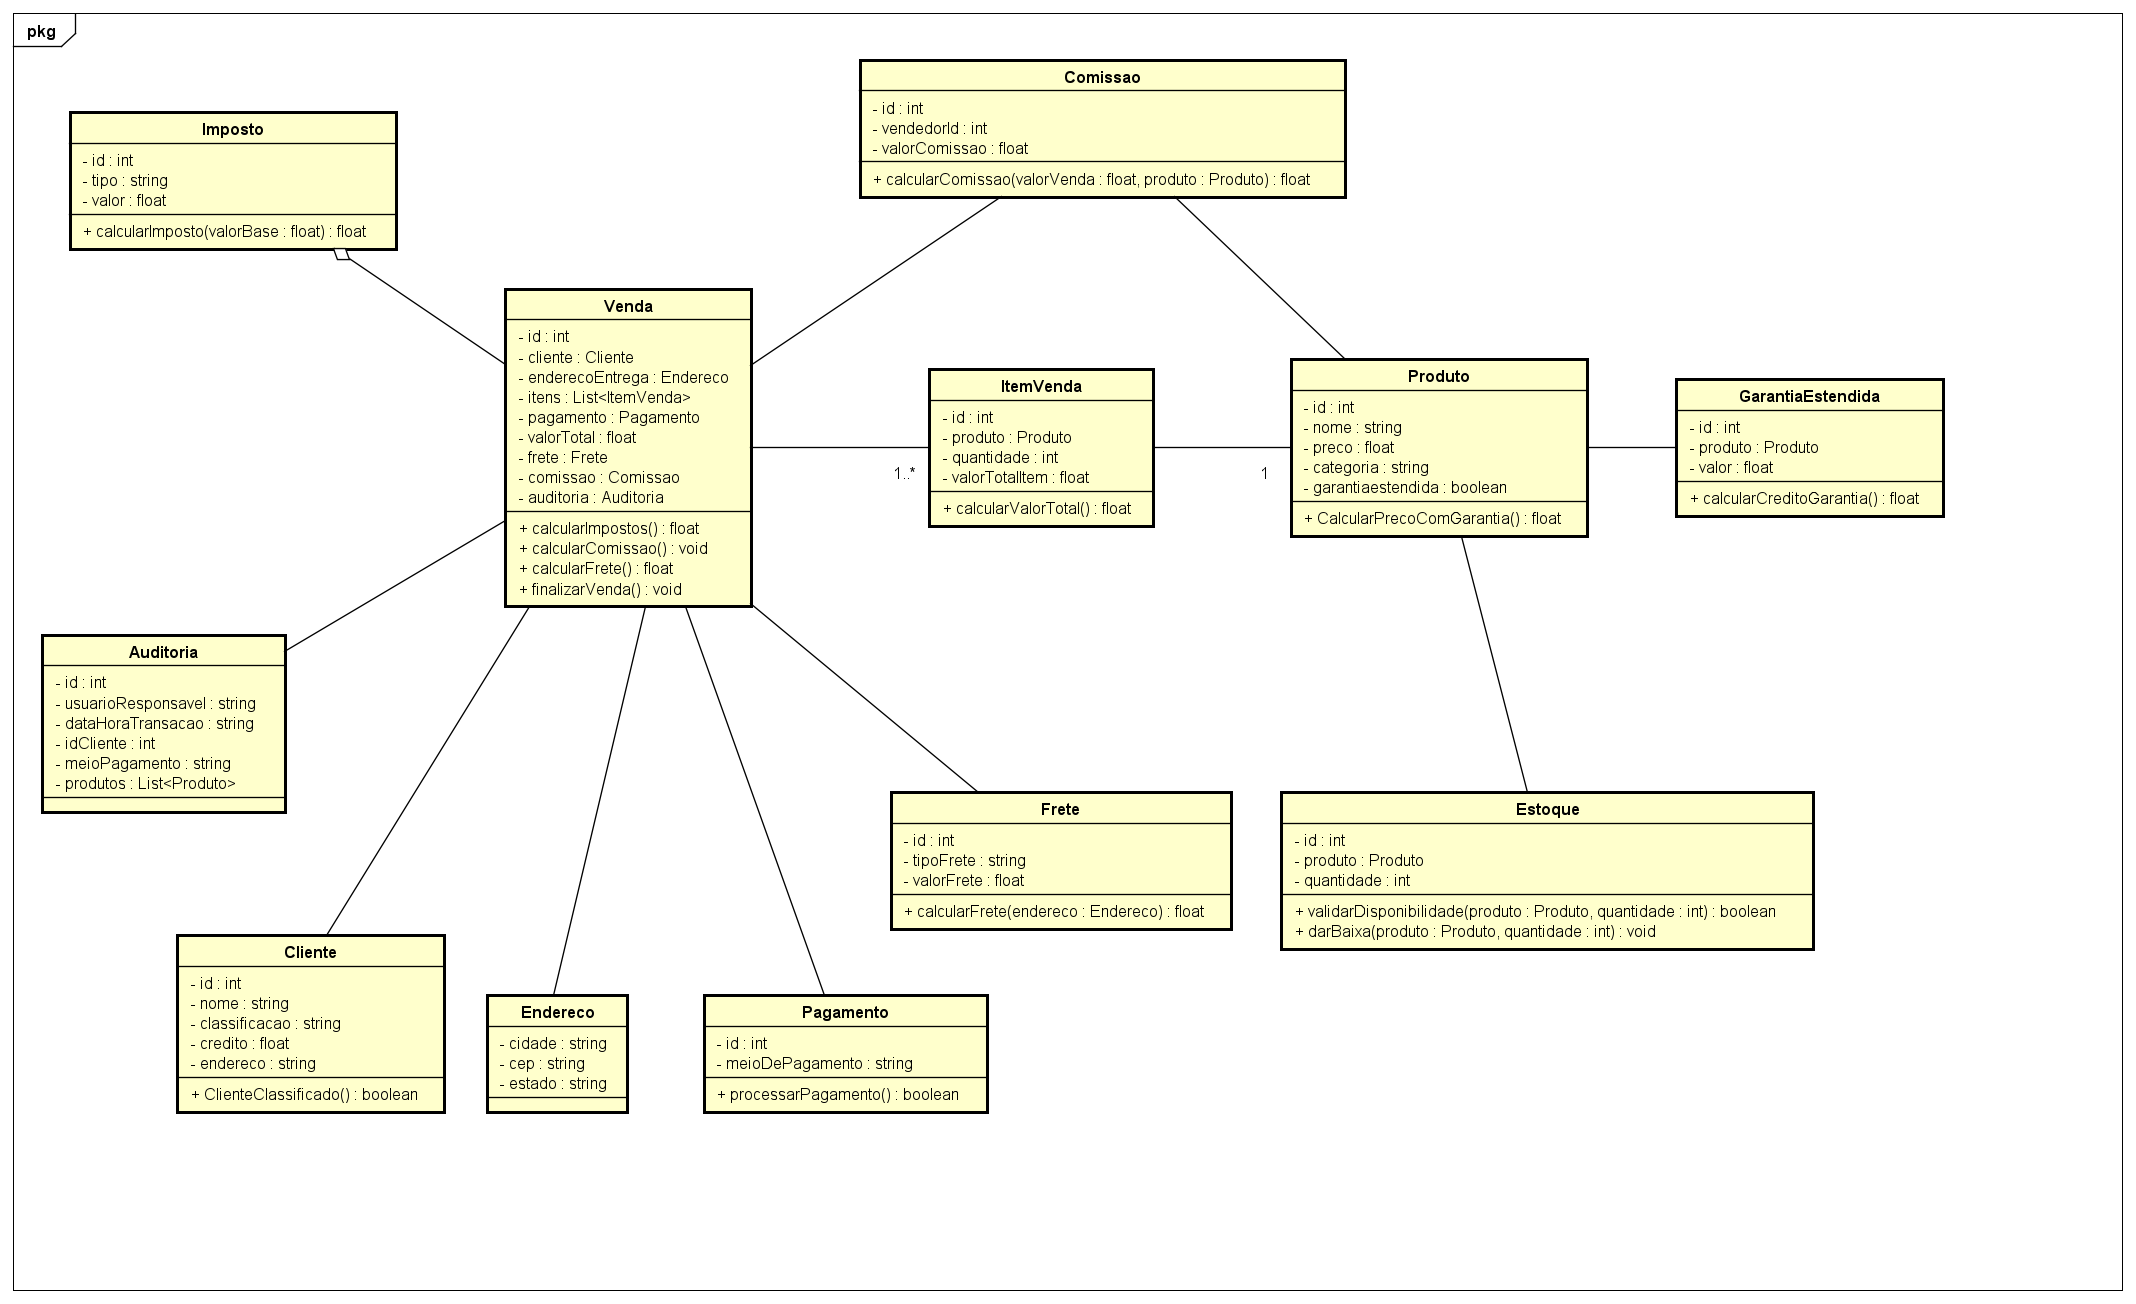 pkg
Comissao
- id : int
- vendedorId : int
- valorComissao : float
+ calcularComissao(valorVenda : float, produto : Produto) : float
Imposto
- id : int
- tipo : string
- valor : float
+ calcularImposto(valorBase : float) : float
Venda
- id : int
- cliente : Cliente
- enderecoEntrega : Endereco
- itens : List<ItemVenda>
- pagamento : Pagamento
- valorTotal : float
- frete : Frete
- comissao : Comissao
- auditoria : Auditoria
+ calcularImpostos() : float
+ calcularComissao() : void
+ calcularFrete() : float
+ finalizarVenda() : void
1..*
ItemVenda
- id : int
- produto : Produto
- quantidade : int
- valorTotalItem : float
+ calcularValorTotal() : float
1
Produto
- id : int
- nome : string
- preco : float
- categoria : string
- garantiaestendida : boolean
+ CalcularPrecoComGarantia() : float
GarantiaEstendida
- id : int
- produto : Produto
- valor : float
+ calcularCreditoGarantia() : float
Auditoria
- id : int
- usuarioResponsavel : string
- dataHoraTransacao : string
- idCliente : int
- meioPagamento : string
- produtos : List<Produto>
Frete
- id : int
- tipoFrete : string
- valorFrete : float
+ calcularFrete(endereco : Endereco) : float
Estoque
- id : int
- produto : Produto
- quantidade : int
+ validarDisponibilidade(produto : Produto, quantidade : int) : boolean
+ darBaixa(produto : Produto, quantidade : int) : void
Cliente
- id : int
- nome : string
- classificacao : string
- credito : float
- endereco : string
+ ClienteClassificado() : boolean
Endereco
- cidade : string
- cep : string
- estado : string
Pagamento
- id : int
- meioDePagamento : string
+ processarPagamento() : boolean